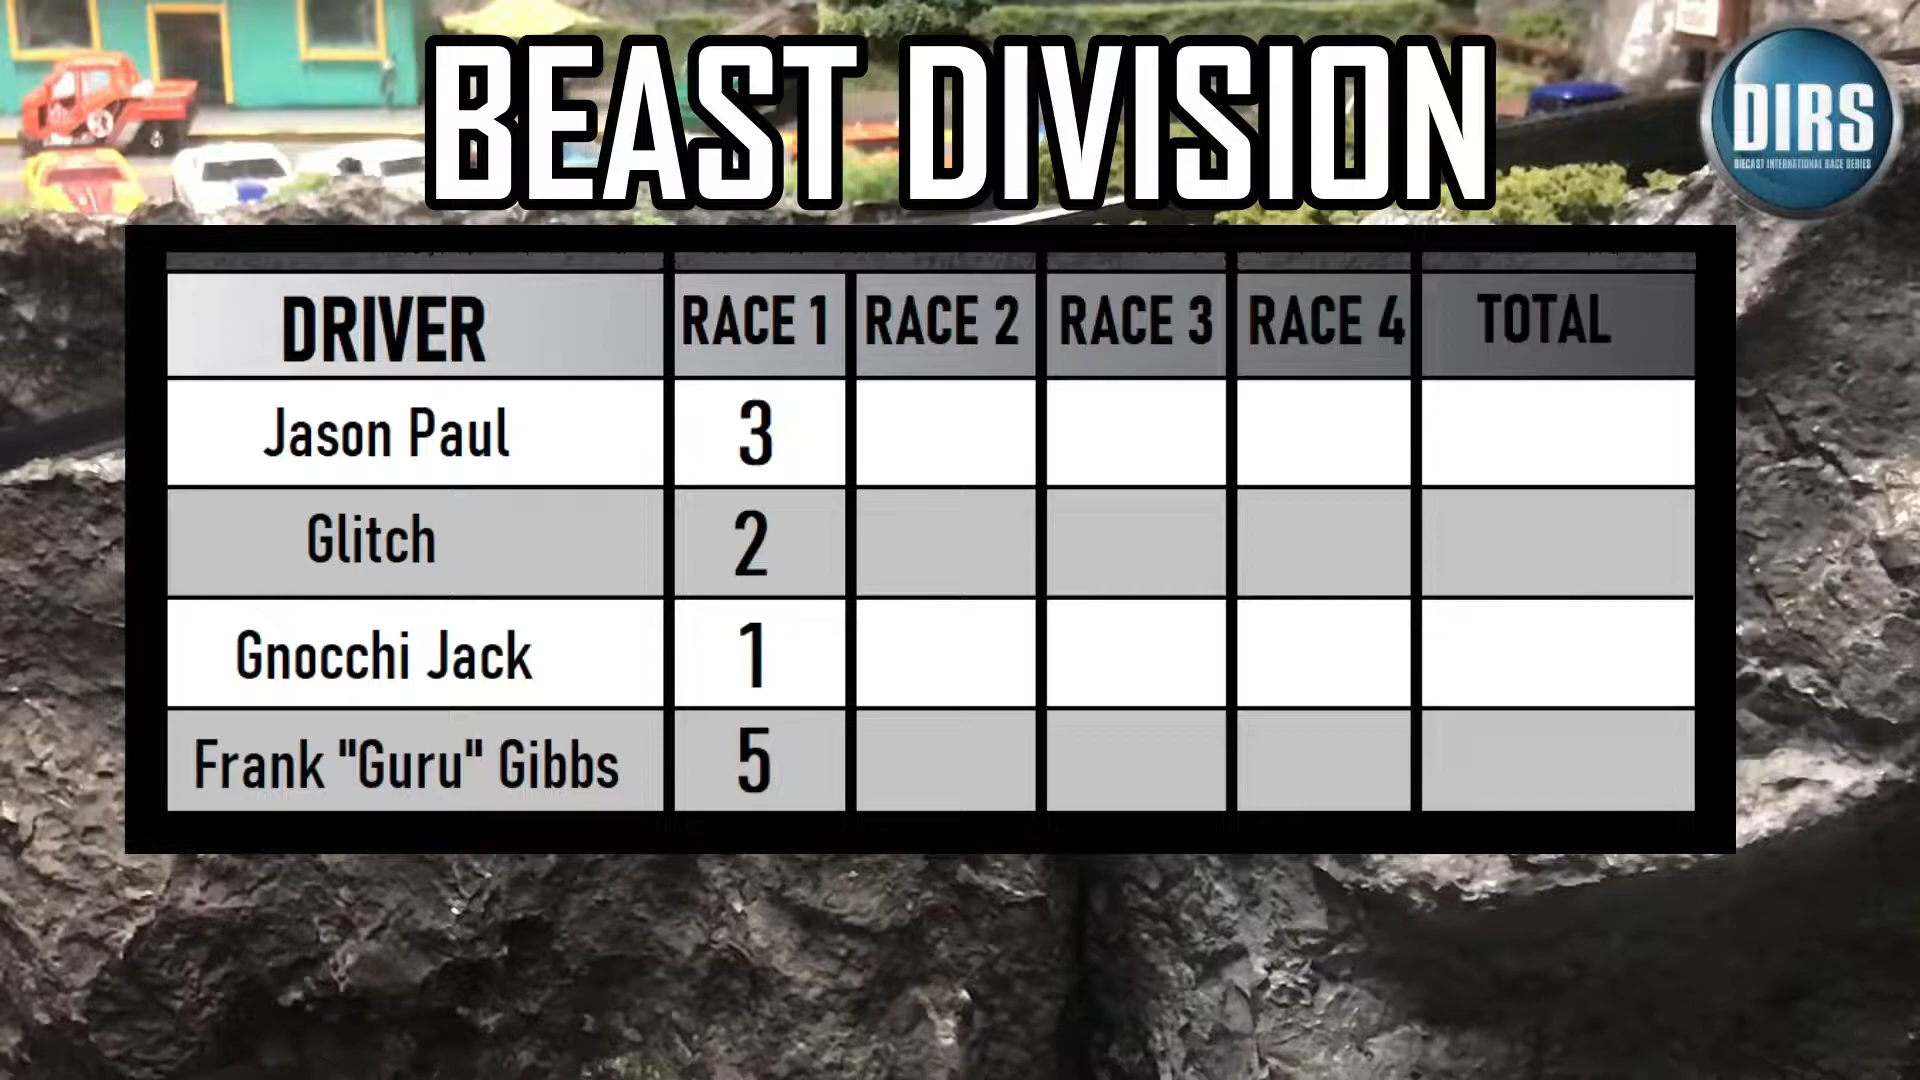 BEAST DIVISION
DIRS
DIECAST INTERNATIONAL RACE SERIES
DRIVER RACE 1 RACE 2 RACE 3 RACE 4 TOTAL
Jason Paul 3
Glitch 2
Gnocchi Jack 1
Frank "Guru" Gibbs 5